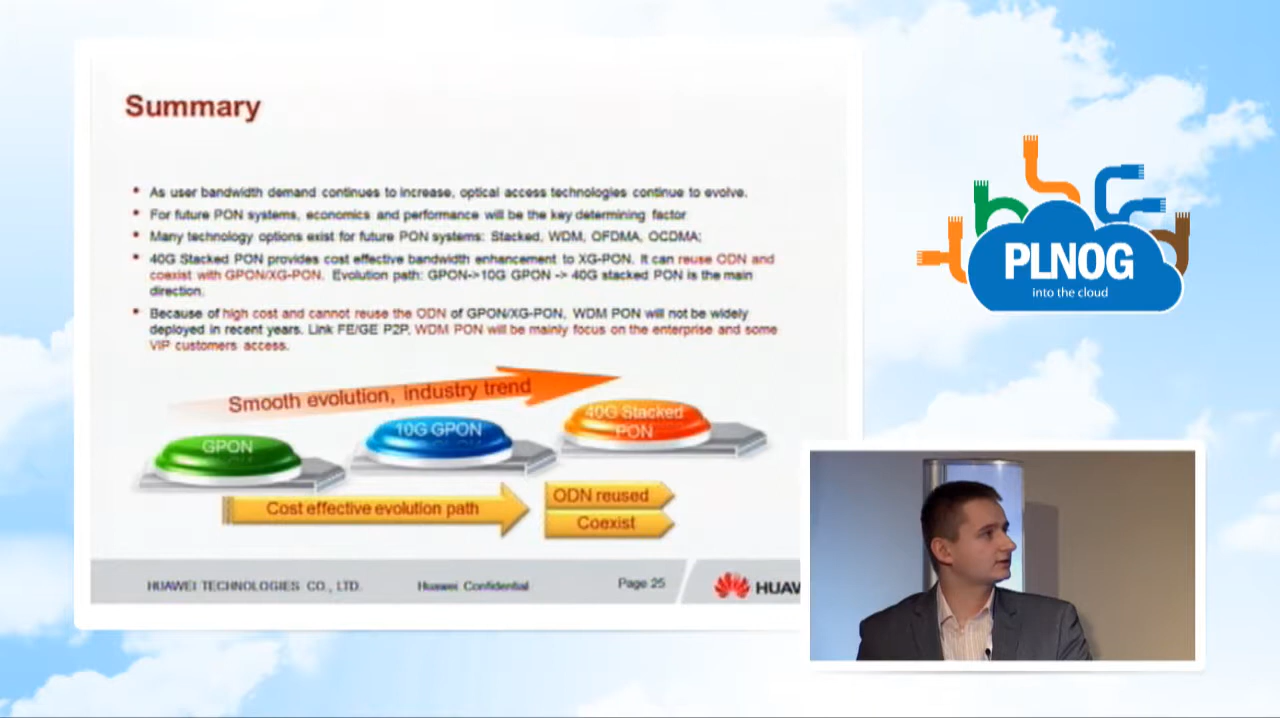 Summary
As user bandwidth demand continues to increase, optical access technologies continue to evolve.
For future PON systems, economics and performance will be the key determining factor
Many technology options exist for future PON systems: Stacked, WDM, OFDMA, OCDMA;
40G Stacked PON provides cost effective bandwidth enhancement to XG-PON. It can reuse ODN and
coexist with GPON/XG-PON. Evolution path: GPON->10G GPON -> 40G stacked PON is the main
direction.
Because of high cost and cannot reuse the ODN of GPON/XG-PON, WDM PON will not be widely
deployed in recent years. Link FE/GE P2P, WDM PON will be mainly focus on the enterprise and some
VIP customers access.
Smooth evolution, industry trend
GPON
10G GPON
40G Stacked
PON
Cost effective evolution path
ODN reused
Coexist
HUAWEI TECHNOLOGIES CO., LTD.
Huawei Confidential
Page 25
HUAW
PLNOG
into the cloud